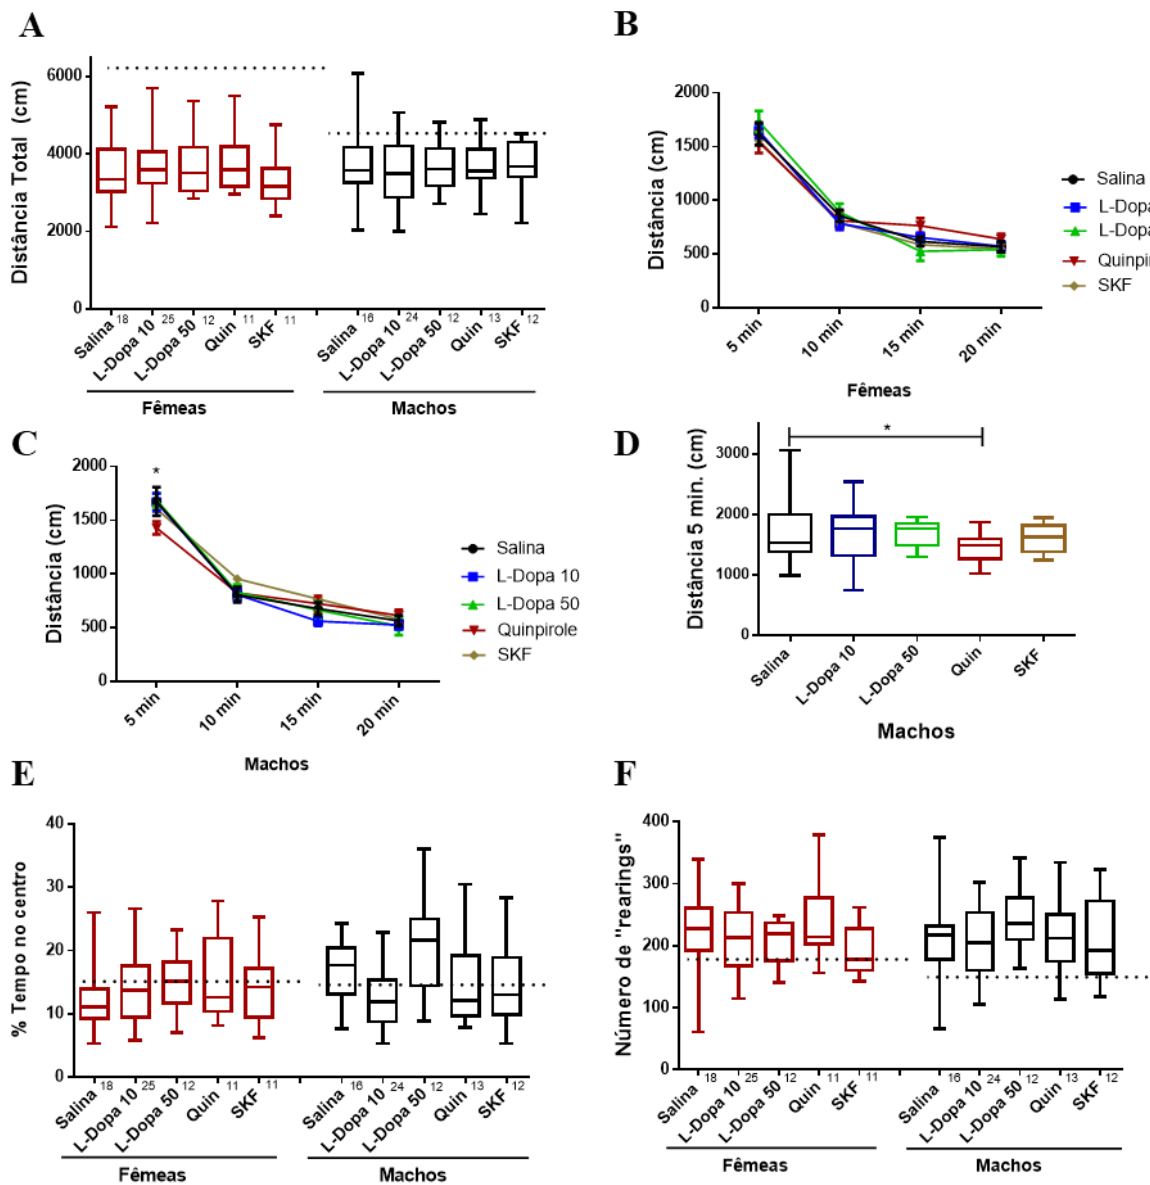 A
Distância Total (cm)
6000
4000
2000
0
Salina 18
L-Dopa 10 25
L-Dopa 50 12
Quin 11
SKF 11
Salina 16
L-Dopa 10 24
L-Dopa 50 12
Quin 13
SKF 12
Fêmeas
Machos
B
Distância (cm)
2000
1500
1000
500
0
5 min
10 min
15 min
20 min
Fêmeas
Salina
L-Dopa
L-Dopa
Quinpir
SKF
C
Distância (cm)
2000
1500
1000
500
0
*
5 min
10 min
15 min
20 min
Machos
Salina
L-Dopa 10
L-Dopa 50
Quinpirole
SKF
D
Distância 5 min. (cm)
3000
2000
1000
0
*
Salina
L-Dopa 10
L-Dopa 50
Quin
SKF
Machos
E
% Tempo no centro
40
30
20
10
0
Salina 18
L-Dopa 10 25
L-Dopa 50 12
Quin 11
SKF 11
Salina 16
L-Dopa 10 24
L-Dopa 50 12
Quin 13
SKF 12
Fêmeas
Machos
F
Número de "rearings"
400
300
200
100
0
Salina 18
L-Dopa 10 25
L-Dopa 50 12
Quin 11
SKF 11
Salina 16
L-Dopa 10 24
L-Dopa 50 12
Quin 13
SKF 12
Fêmeas
Machos